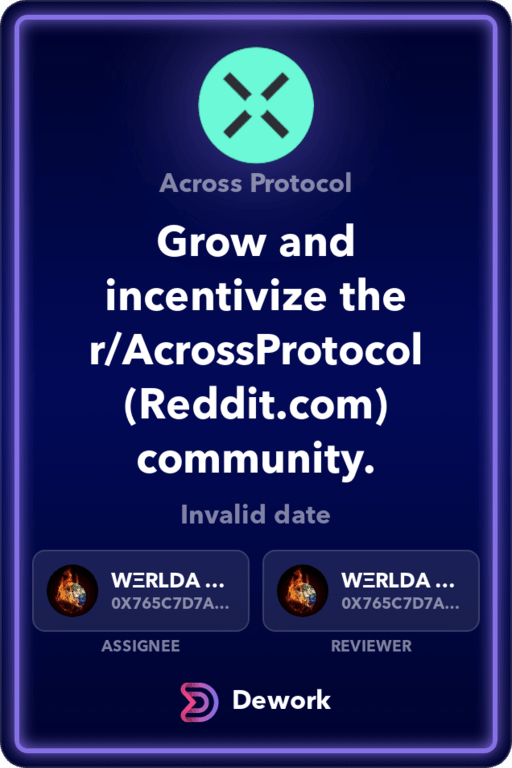 Across Protocol
Grow and
incentivize the
r/AcrossProtocol
(Reddit.com)
community.
Invalid date
WΞRLDA ...
0X765C7D7A...
ASSIGNEE
WΞRLDA ...
0X765C7D7A...
REVIEWER
Dework